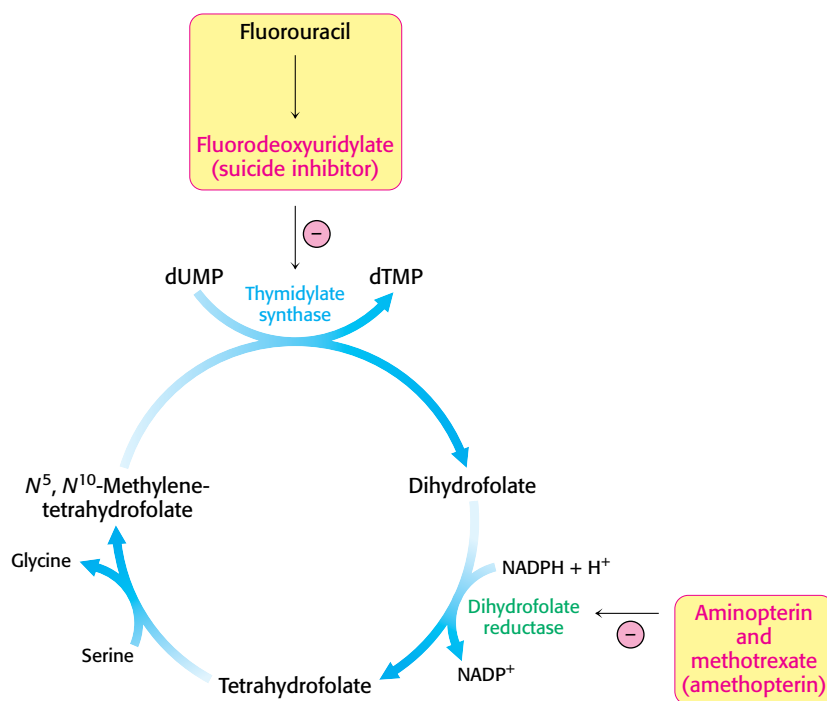 Fluorouracil
Fluorodeoxyuridylate
(suicide inhibitor)
−
dUMP
dTMP
Thymidylate
synthase
N⁵, N¹⁰-Methylene-
tetrahydrofolate
Dihydrofolate
Glycine
NADPH + H⁺
Dihydrofolate
reductase
−
Aminopterin
and
methotrexate
(amethopterin)
Serine
NADP⁺
Tetrahydrofolate